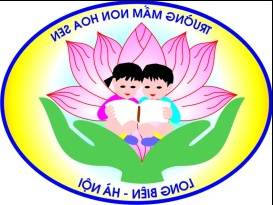 TRƯỜNG MẦM NON HOA SEN
LONG BIÊN - HÀ NỘI